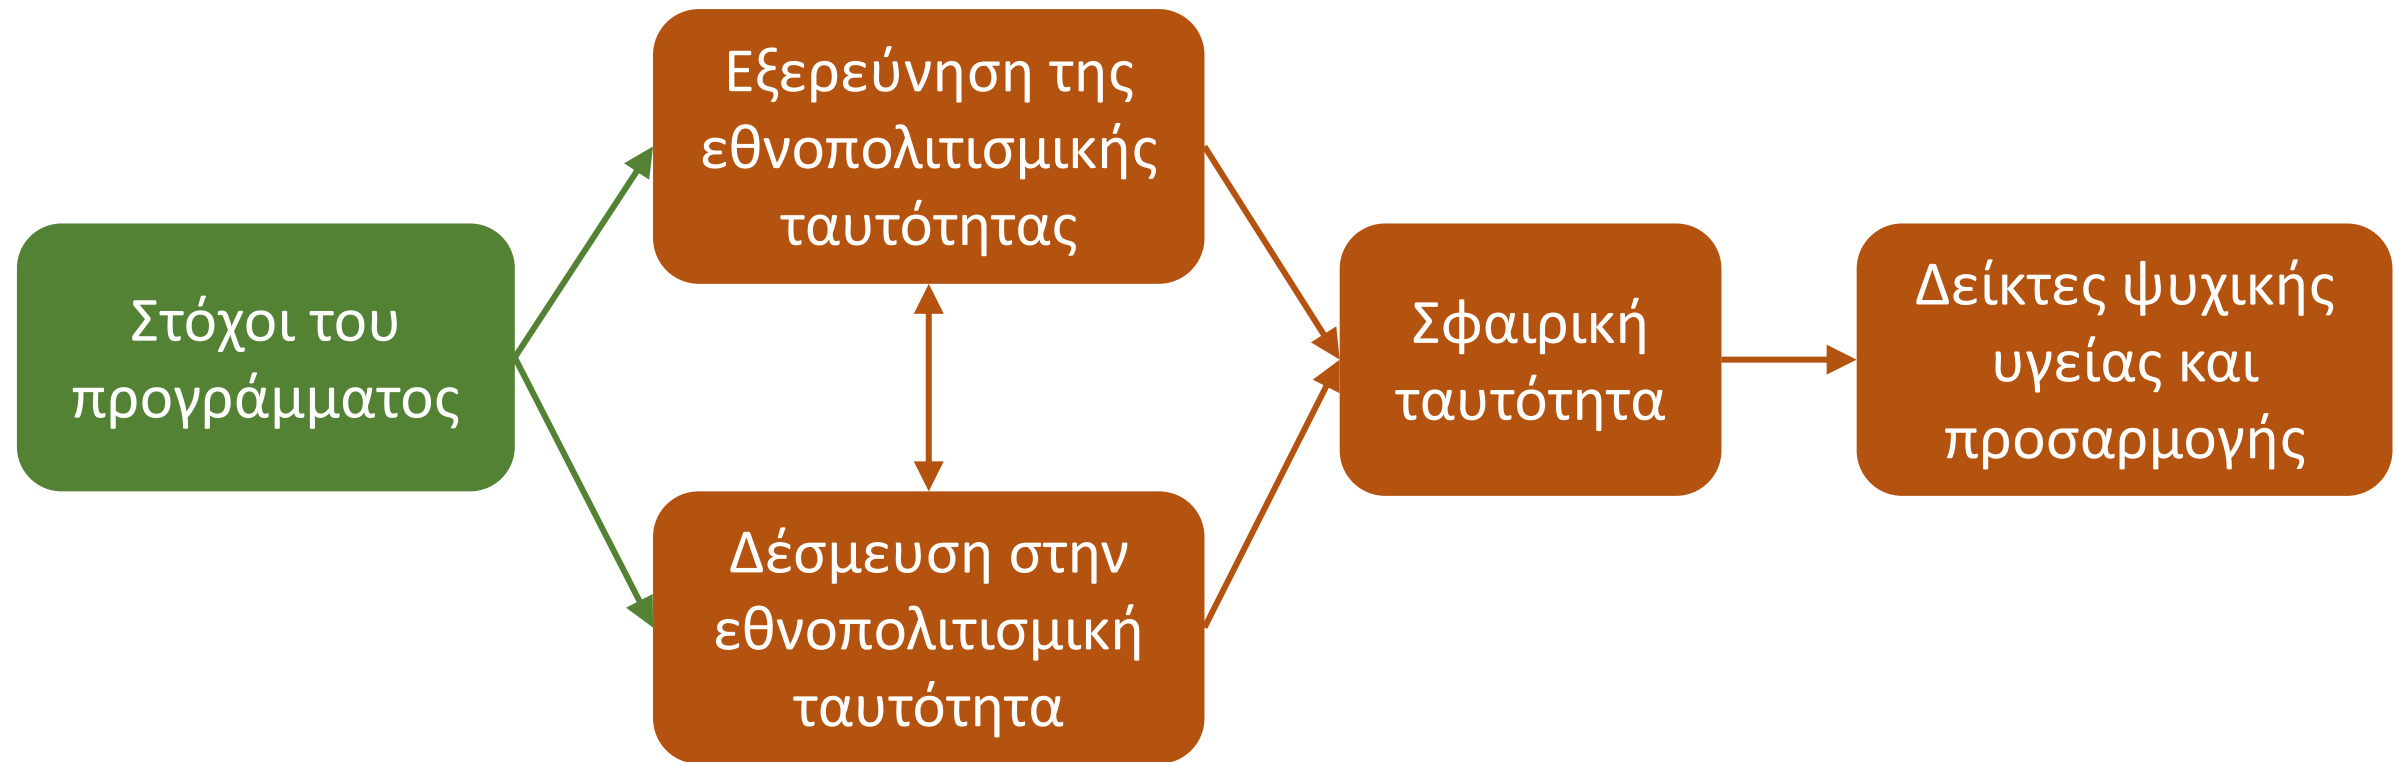 Στόχοι του
προγράμματος
Εξερεύνηση της
εθνοπολιτισμικής
ταυτότητας
Δέσμευση στην
εθνοπολιτισμική
ταυτότητα
Σφαιρική
ταυτότητα
Δείκτες ψυχικής
υγείας και
προσαρμογής